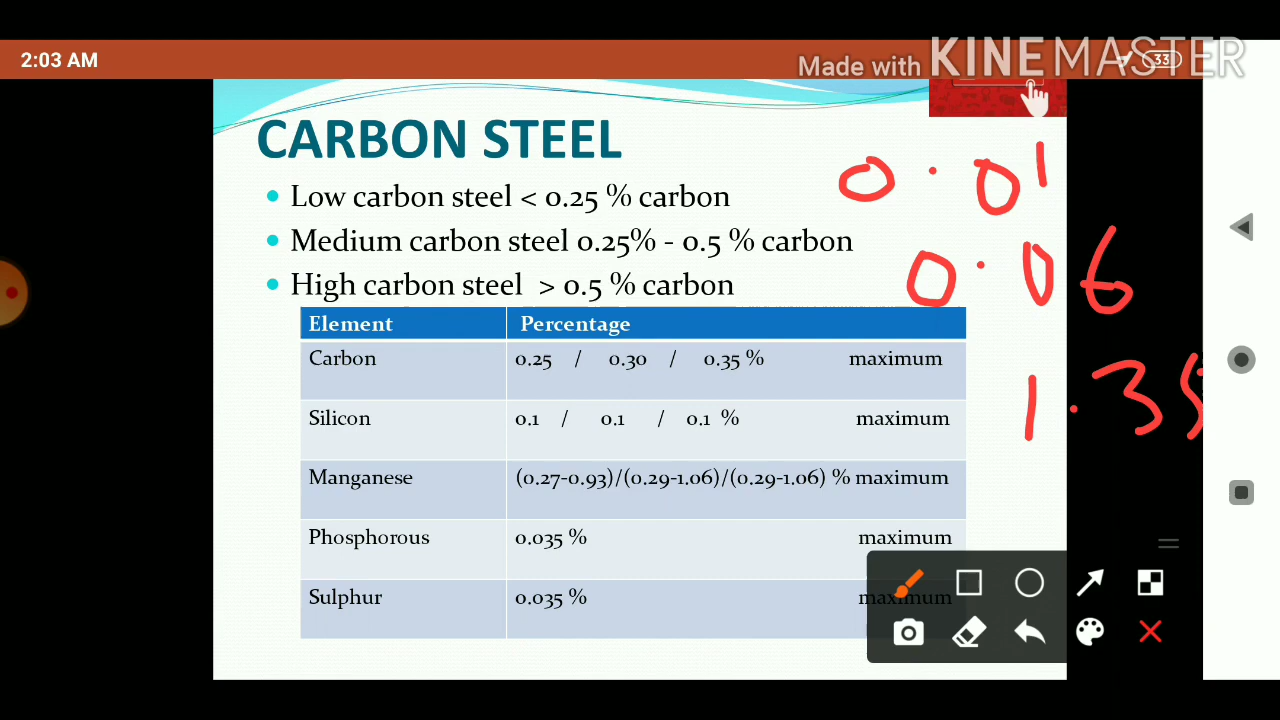 2:03 AM
Made with KINEMASTER
33
CARBON STEEL
0.01
Low carbon steel < 0.25 % carbon
Medium carbon steel 0.25% - 0.5 % carbon
0.06
High carbon steel > 0.5 % carbon
Element Percentage
Carbon 0.25 / 0.30 / 0.35 % maximum
1.35
Silicon 0.1 / 0.1 / 0.1 % maximum
Manganese (0.27-0.93)/(0.29-1.06)/(0.29-1.06) % maximum
Phosphorous 0.035 % maximum
Sulphur 0.035 % maximum